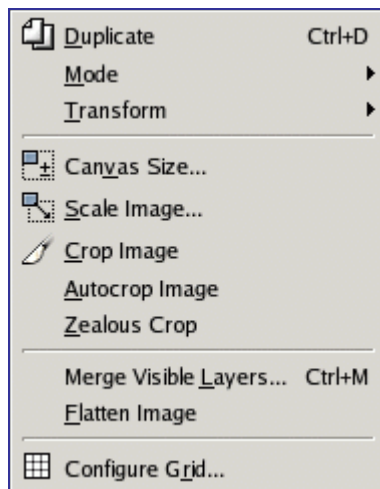 Duplicate Ctrl+D
Mode
Transform
Canvas Size...
Scale Image...
Crop Image
Autocrop Image
Zealous Crop
Merge Visible Layers... Ctrl+M
Flatten Image
Configure Grid...